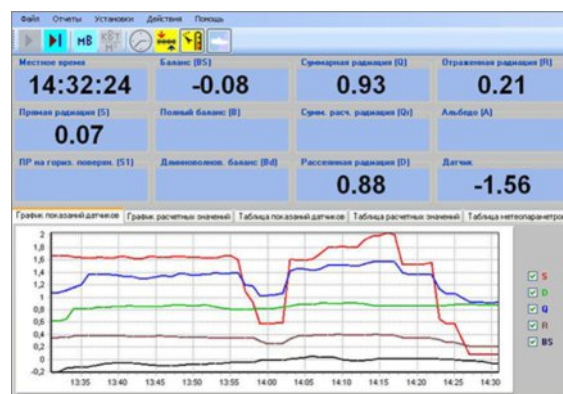 Файл Отчеты Установки Действия Помощь
мВ КВТ М²
Местное время Баланс (BS) Суммарная радиация (Q) Отраженная радиация (R)
14:32:24 -0.08 0.93 0.21
Прямая радиация (S) Полный баланс (B) Сумм. расч. радиация (Qг) Альбедо (A)
0.07
ПР на гориз. поверхн. (S1) Длинноволнов. баланс (Bd) Рассеянная радиация (D) Датчик
0.88 -1.56
График показаний датчиков График расчетных значений Таблица показаний датчиков Таблица расчетных значений Таблица метеопараметров
2
1,8
1,6
1,4
1,2
1
0,8
0,6
0,4
0,2
0
-0,2
S
D
Q
R
BS
13:35 13:40 13:45 13:50 13:55 14:00 14:05 14:10 14:15 14:20 14:25 14:30